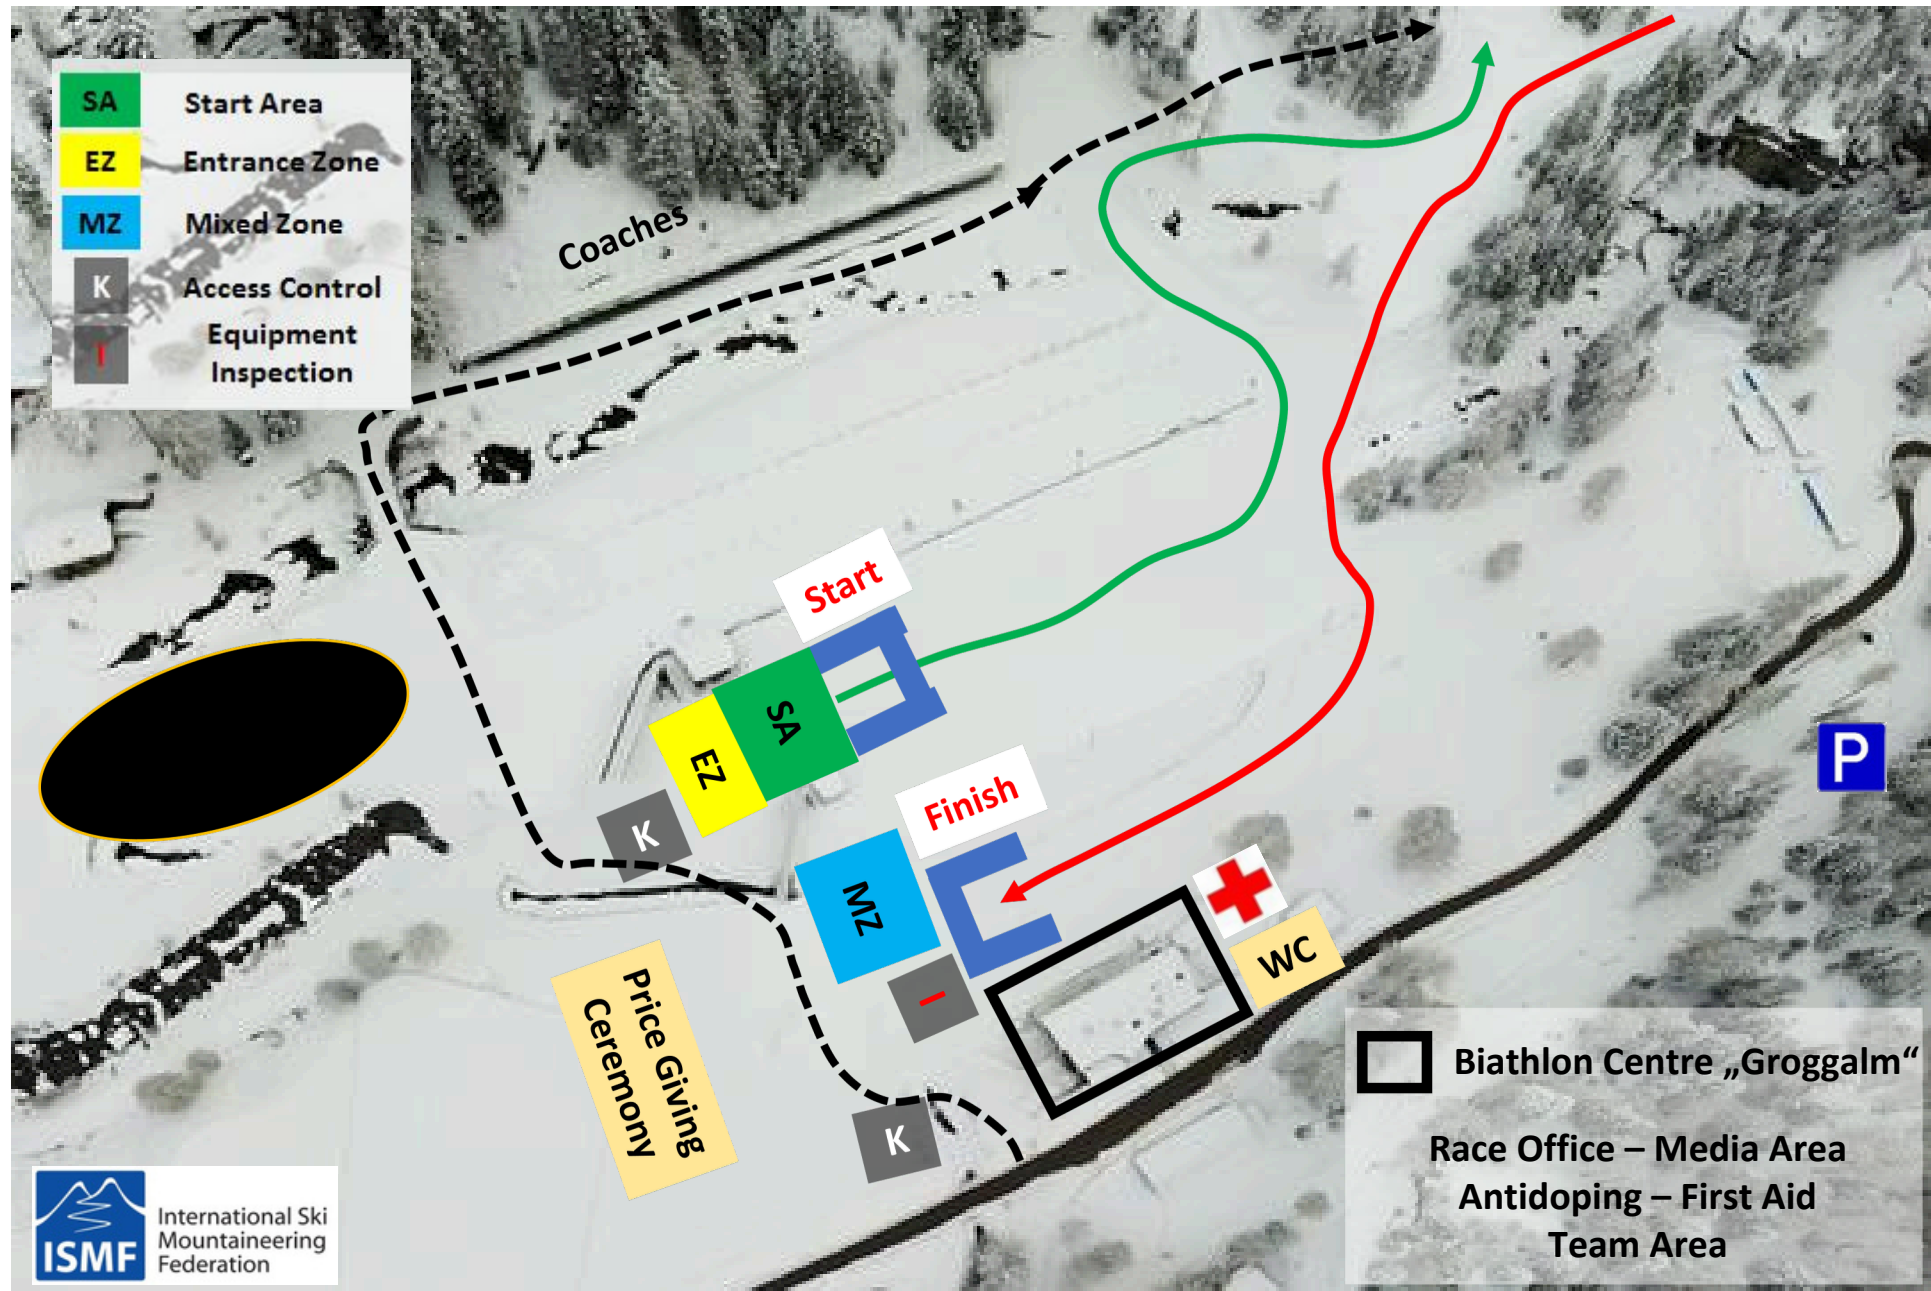 SA Start Area
EZ Entrance Zone
MZ Mixed Zone
K Access Control
I Equipment
Inspection
Coaches
Start
SA
EZ
K
Finish
MZ
I
WC
P
Price Giving
Ceremony
K
Biathlon Centre „Groggalm“
Race Office – Media Area
Antidoping – First Aid
Team Area
ISMF
International Ski
Mountaineering
Federation